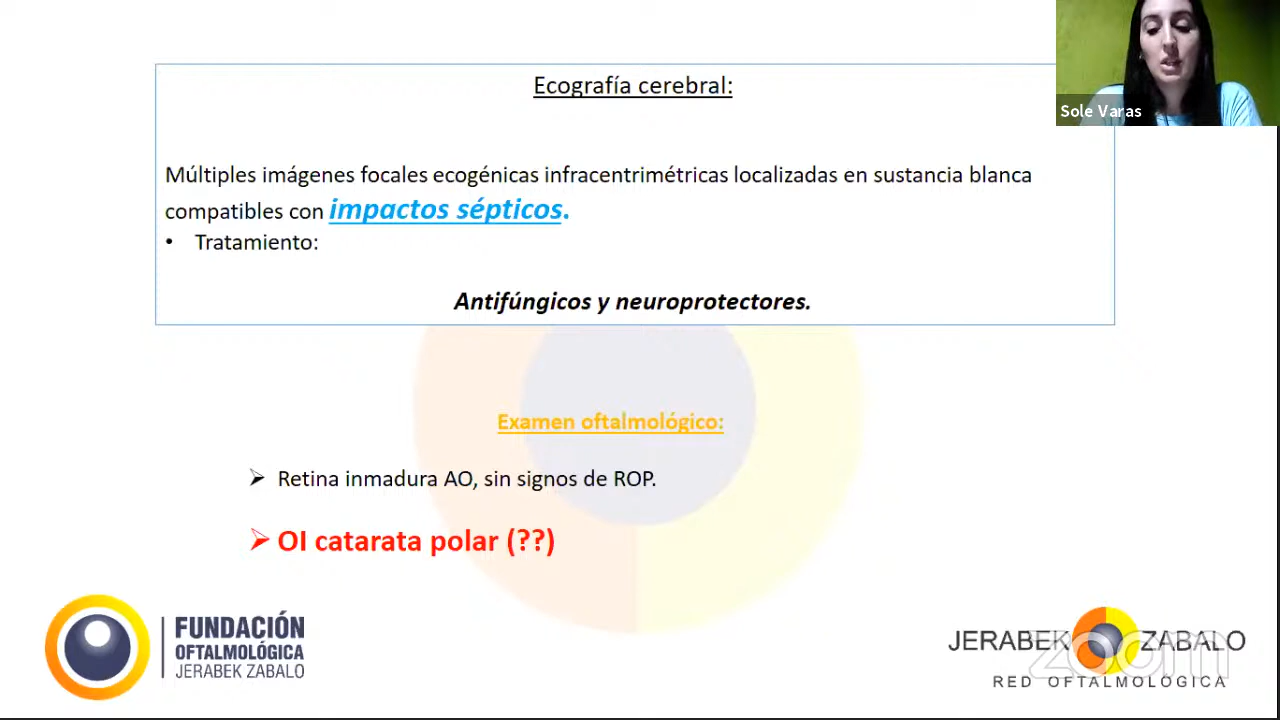 Ecografía cerebral:
Sole Varas
Múltiples imágenes focales ecogénicas infracentrimétricas localizadas en sustancia blanca
compatibles con impactos sépticos.
• Tratamiento:
Antifúngicos y neuroprotectores.
Examen oftalmológico:
➢ Retina inmadura AO, sin signos de ROP.
➢ OI catarata polar (??)
FUNDACIÓN
OFTALMOLÓGICA
JERABEK ZABALO
JERABEK ZABALO
RED OFTALMOLÓGICA
zoom